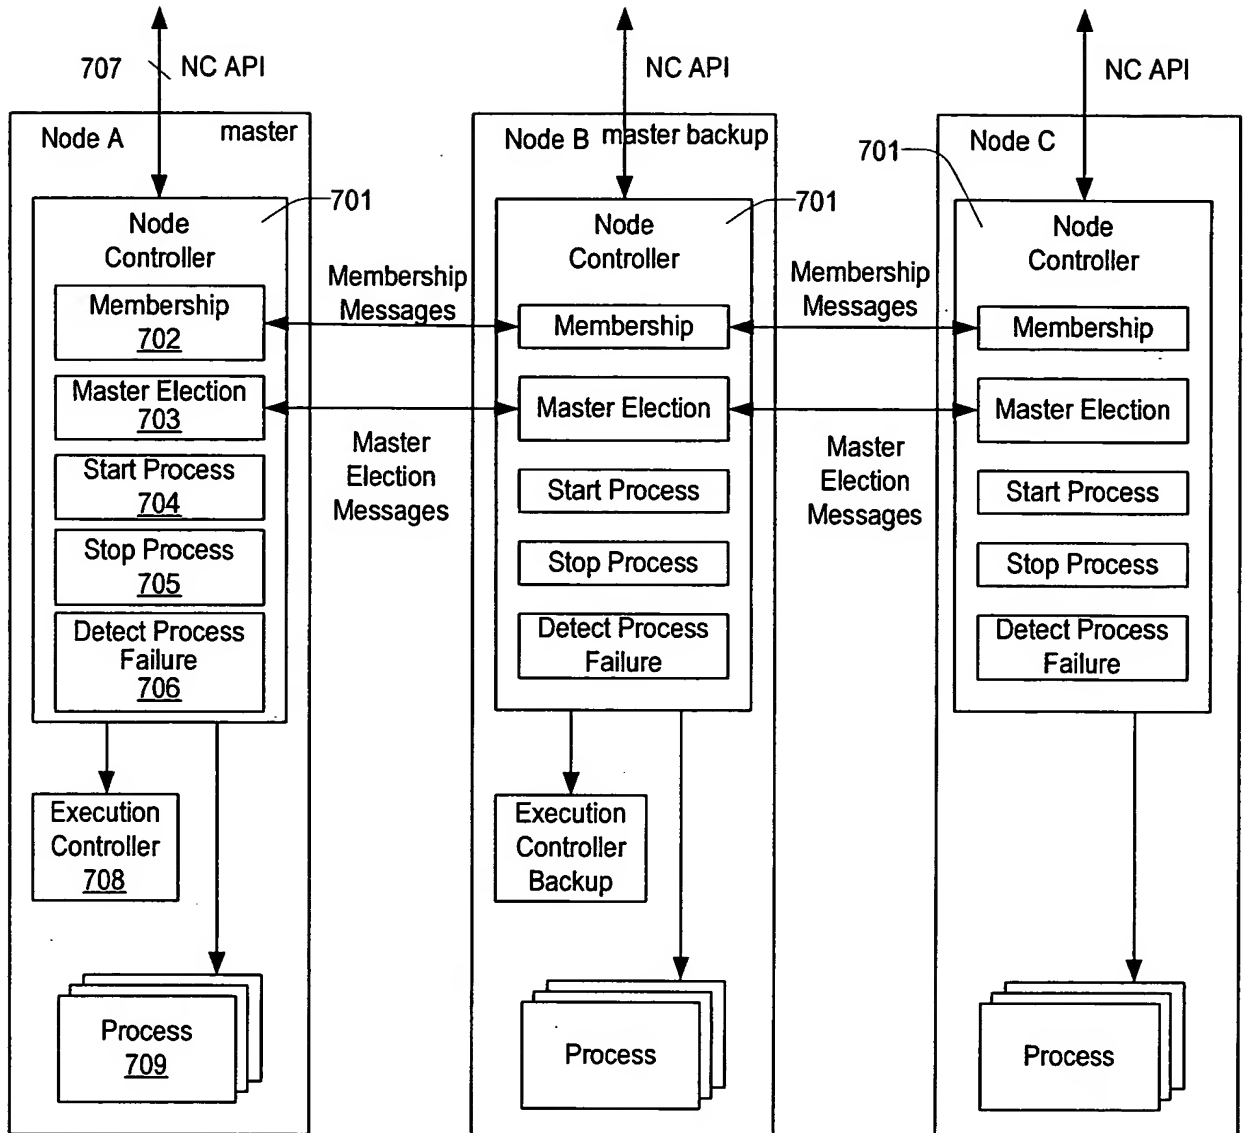 707
NC API
NC API
NC API
Node A
master
Node B
master backup
Node C
701
Node
Controller
Membership
702
Master Election
703
Start Process
704
Stop Process
705
Detect Process
Failure
706
Membership
Messages
Master
Election
Messages
701
Node
Controller
Membership
Master Election
Start Process
Stop Process
Detect Process
Failure
Membership
Messages
Master
Election
Messages
701
Node
Controller
Membership
Master Election
Start Process
Stop Process
Detect Process
Failure
Execution
Controller
708
Execution
Controller
Backup
Process
709
Process
Process